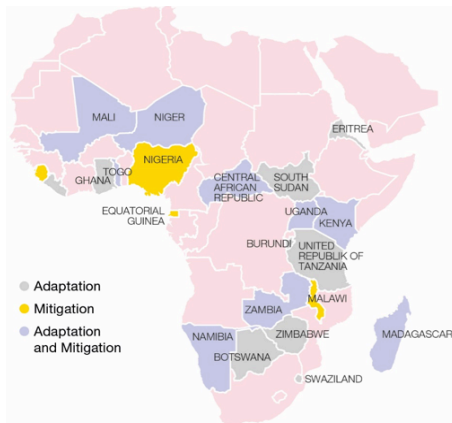 MALI
NIGER
ERITREA
NIGERIA
TOGO
GHANA
CENTRAL
AFRICAN
REPUBLIC
SOUTH
SUDAN
EQUATORIAL
GUINEA
UGANDA
KENYA
BURUNDI
UNITED
REPUBLIK OF
TANZANIA
Adaptation
Mitigation
Adaptation
and Mitigation
MALAWI
ZAMBIA
NAMIBIA
ZIMBABWE
MADAGASCAR
BOTSWANA
SWAZILAND